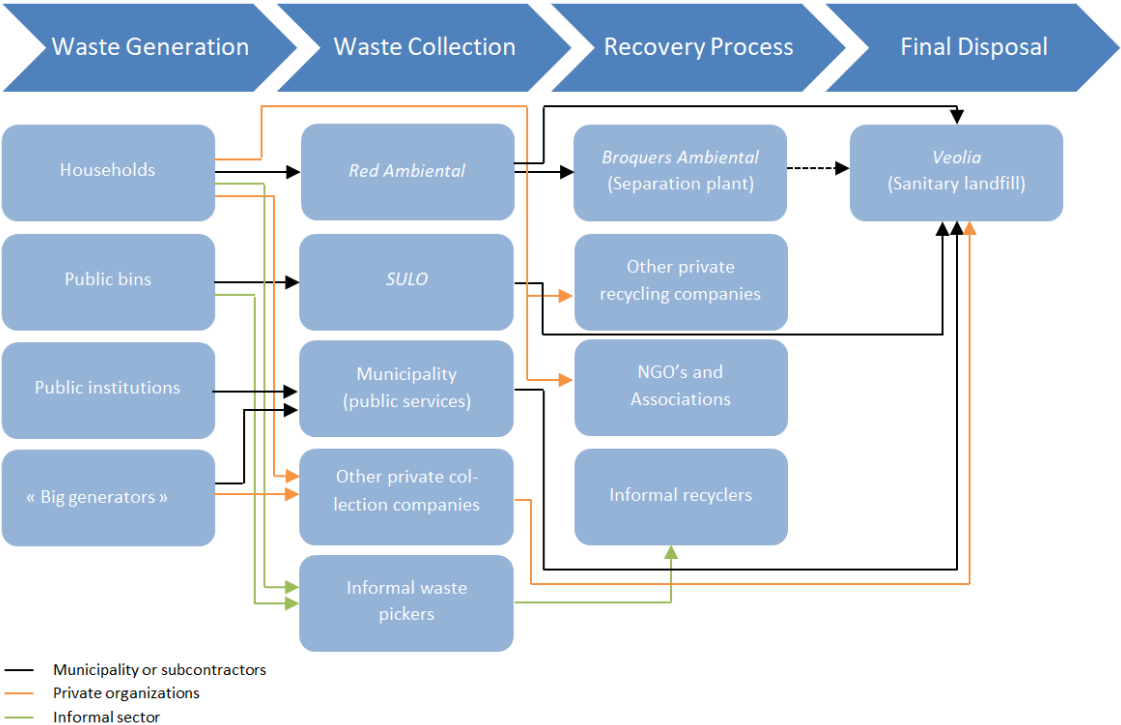 Waste Generation
Waste Collection
Recovery Process
Final Disposal
Households
Red Ambiental
Broquers Ambiental
(Separation plant)
Veolia
(Sanitary landfill)
Public bins
SULO
Other private
recycling companies
Public institutions
Municipality
(public services)
NGO’s and
Associations
« Big generators »
Other private col-
lection companies
Informal recyclers
Informal waste
pickers
Municipality or subcontractors
Private organizations
Informal sector